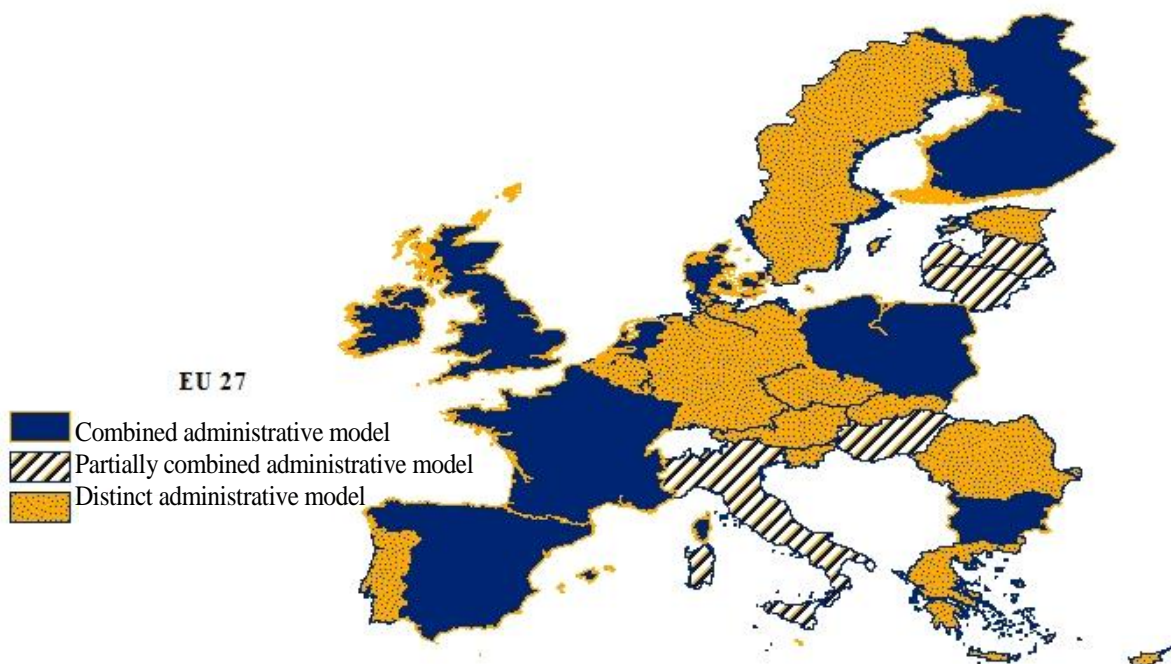 EU 27
Combined administrative model
Partially combined administrative model
Distinct administrative model